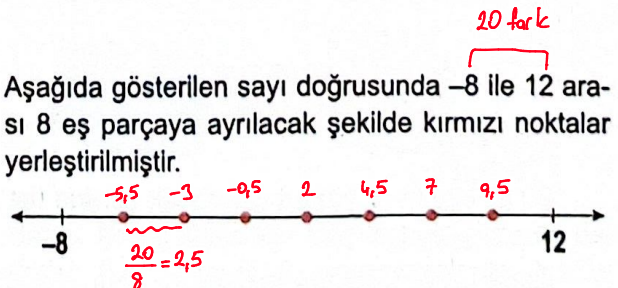 20 fark
Aşağıda gösterilen sayı doğrusunda –8 ile 12 ara-
sı 8 eş parçaya ayrılacak şekilde kırmızı noktalar
yerleştirilmiştir.
-5,5 -3 -0,5 2 4,5 7 9,5
–8 12
20/8 = 2,5